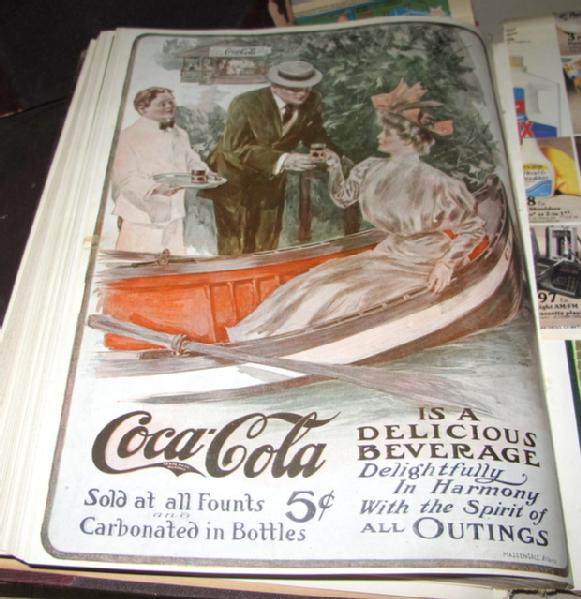 Coca-Cola
Coca-Cola
Sold at all Founts
and
Carbonated in Bottles
5¢
IS A
DELICIOUS
BEVERAGE
Delightfully
In Harmony
With the Spirit of
ALL OUTINGS
97